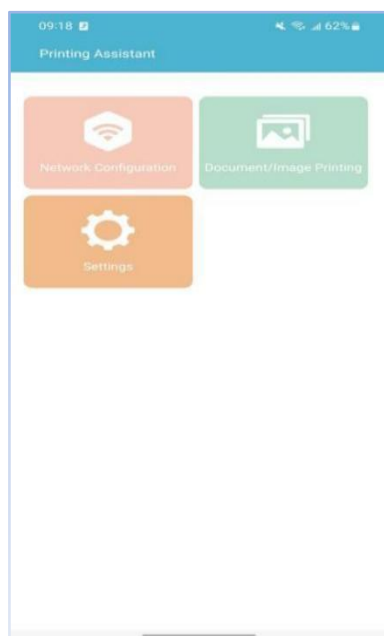 09:18 62%
Printing Assistant
Network Configuration
Document/Image Printing
Settings